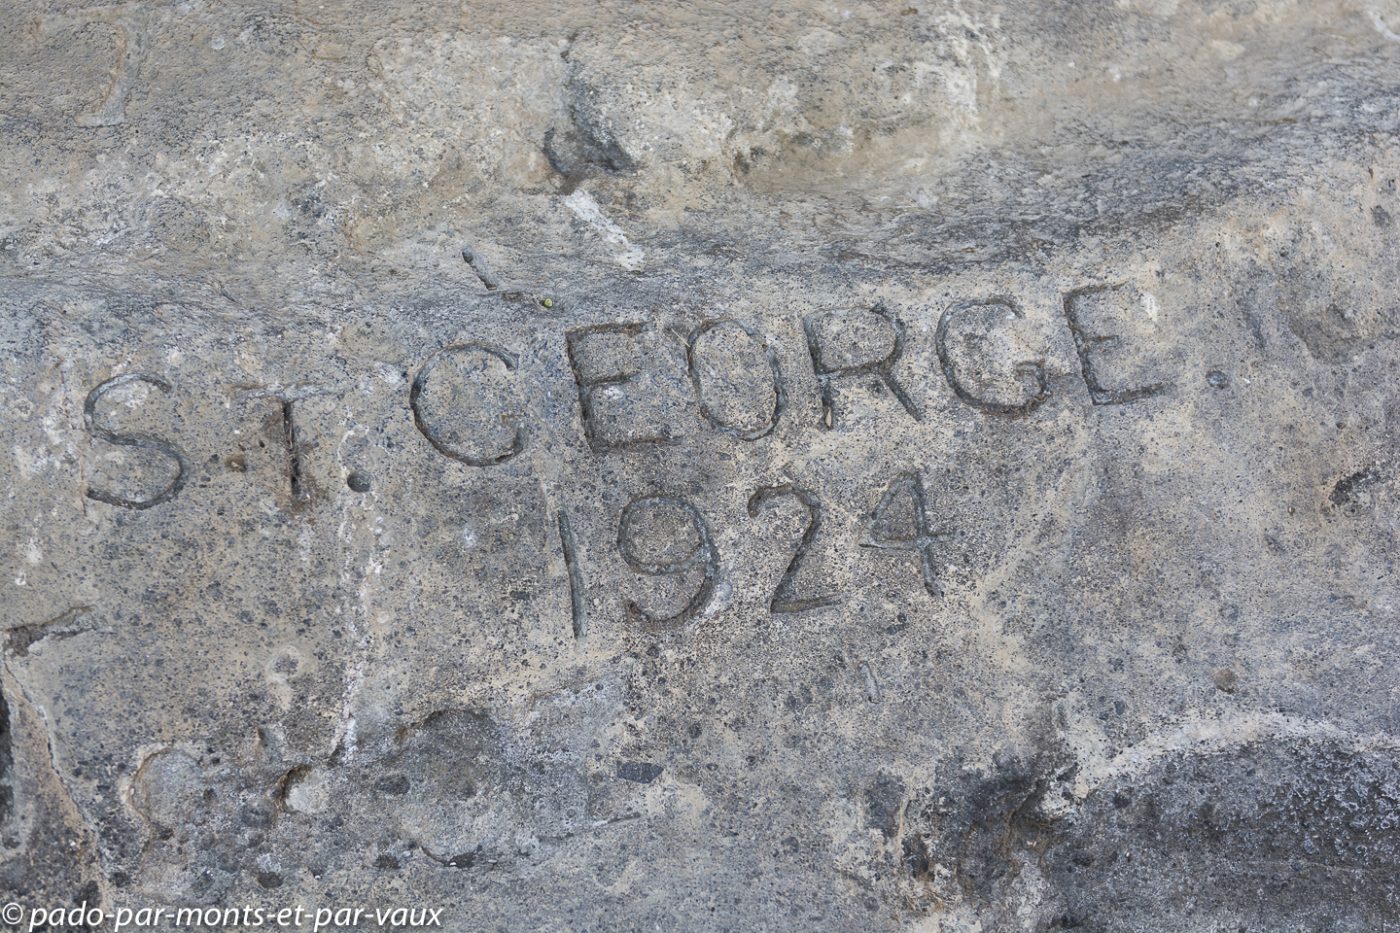 ST. GEORGE.
1924
© pado-par-monts-et-par-vaux